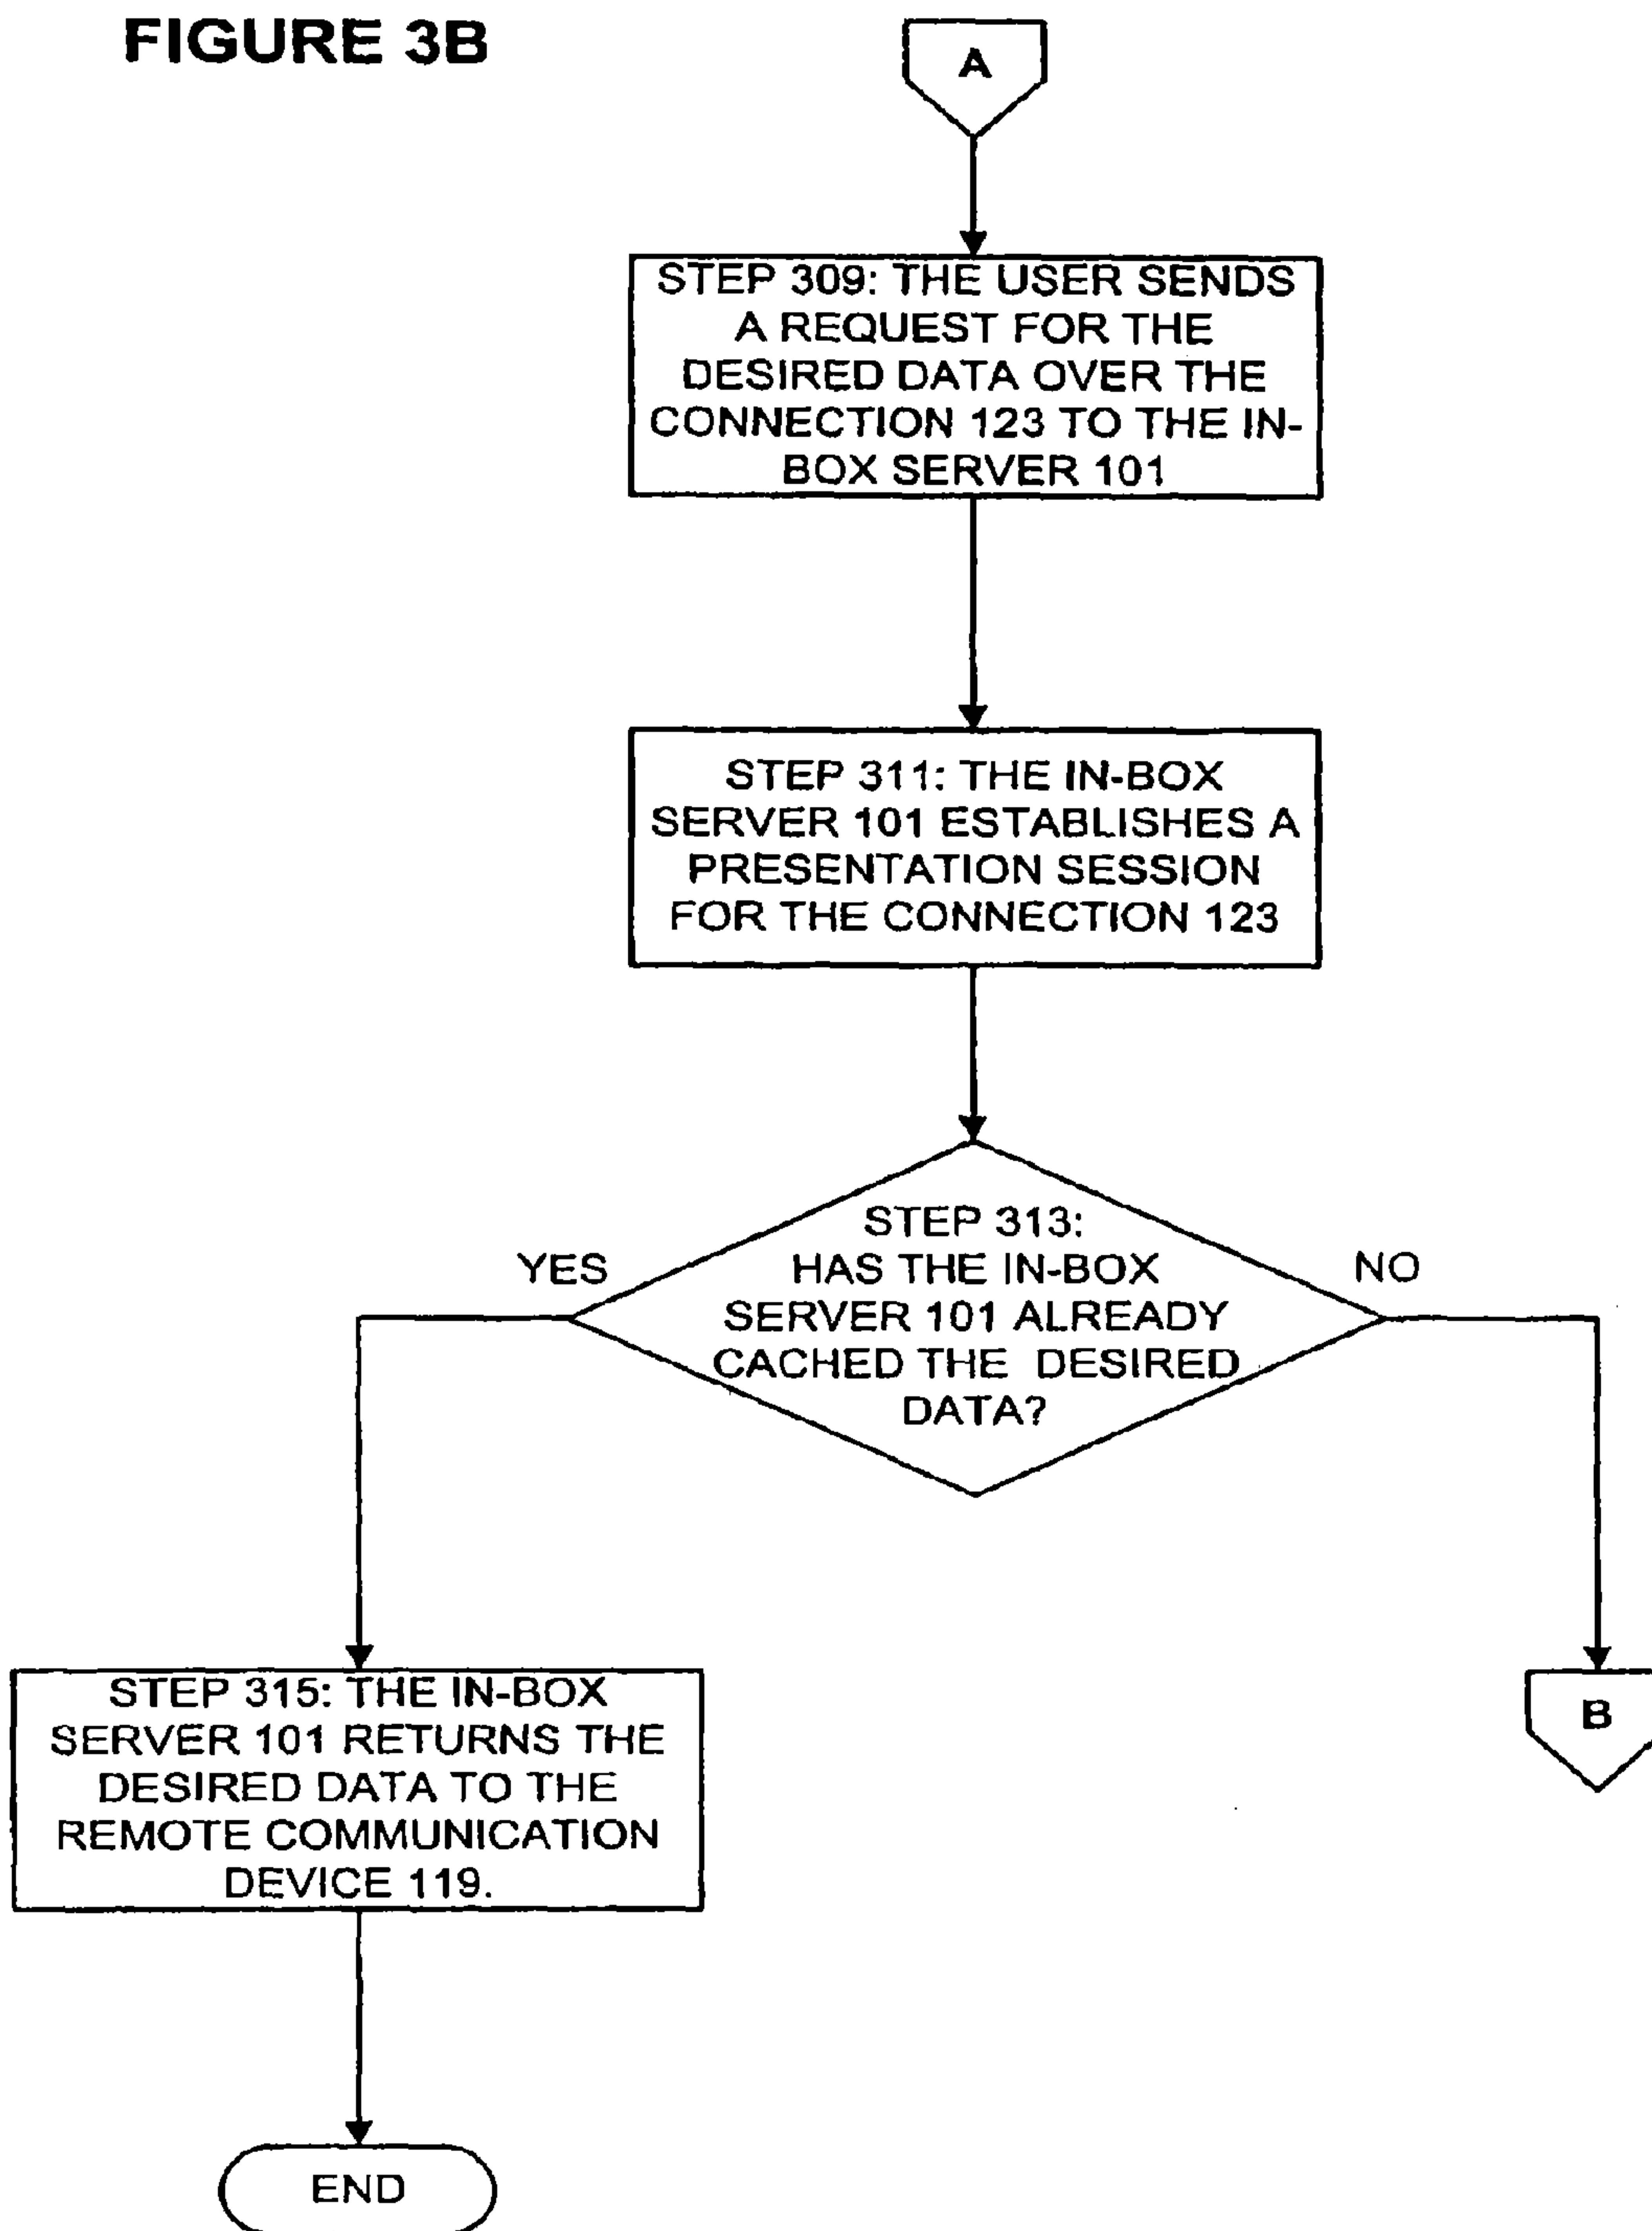 FIGURE 3B
A
STEP 309: THE USER SENDS
A REQUEST FOR THE
DESIRED DATA OVER THE
CONNECTION 123 TO THE IN-
BOX SERVER 101
STEP 311: THE IN-BOX
SERVER 101 ESTABLISHES A
PRESENTATION SESSION
FOR THE CONNECTION 123
STEP 313:
HAS THE IN-BOX
SERVER 101 ALREADY
CACHED THE DESIRED
DATA?
YES
NO
STEP 315: THE IN-BOX
SERVER 101 RETURNS THE
DESIRED DATA TO THE
REMOTE COMMUNICATION
DEVICE 119.
B
END